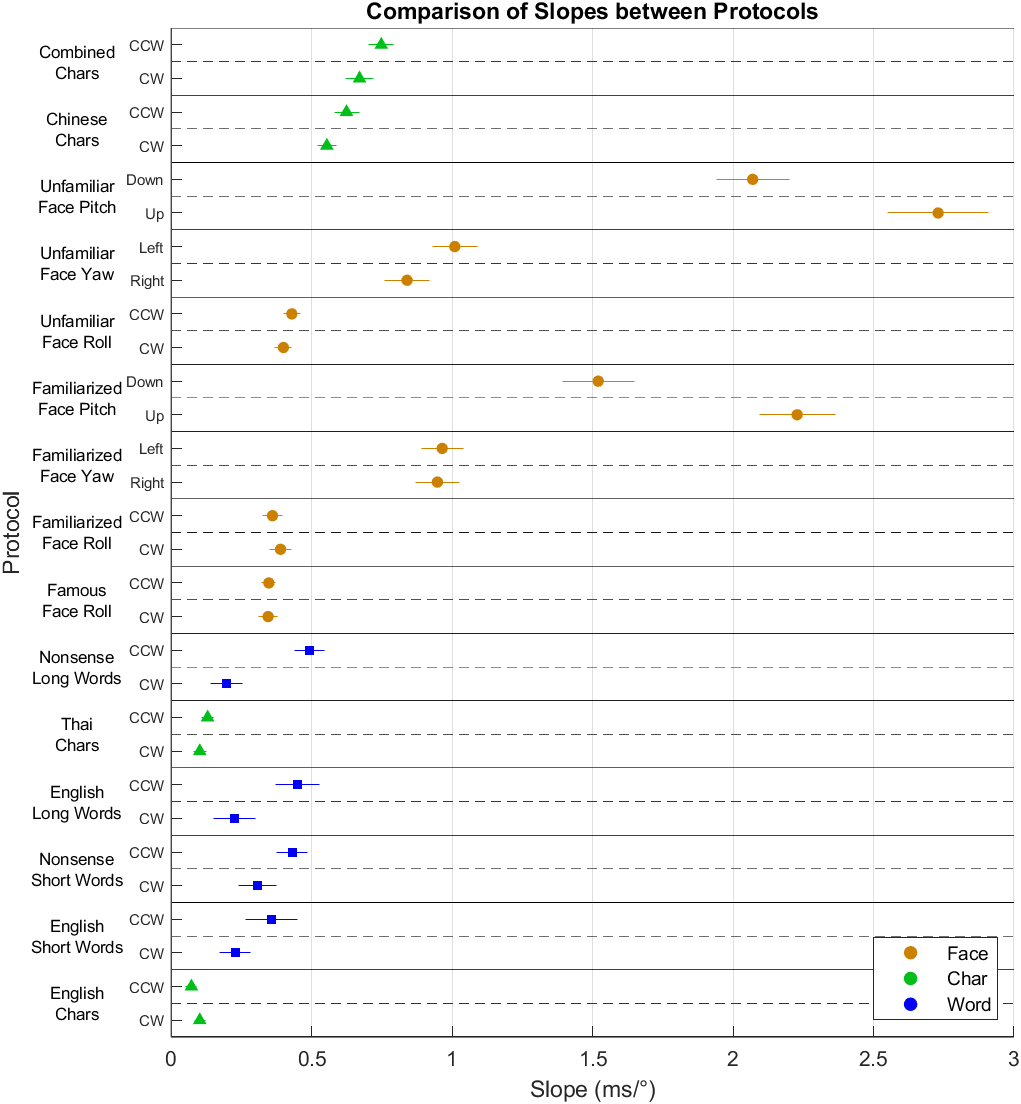 Comparison of Slopes between Protocols
Combined
Chars
CCW
CW
Chinese
Chars
CCW
CW
Unfamiliar
Face Pitch
Down
Up
Unfamiliar
Face Yaw
Left
Right
Unfamiliar
Face Roll
CCW
CW
Familiarized
Face Pitch
Down
Up
Familiarized
Face Yaw
Left
Right
Familiarized
Face Roll
CCW
CW
Famous
Face Roll
CCW
CW
Nonsense
Long Words
CCW
CW
Thai
Chars
CCW
CW
English
Long Words
CCW
CW
Nonsense
Short Words
CCW
CW
English
Short Words
CCW
CW
English
Chars
CCW
CW
Protocol
Face
Char
Word
0 0.5 1 1.5 2 2.5 3
Slope (ms/°)